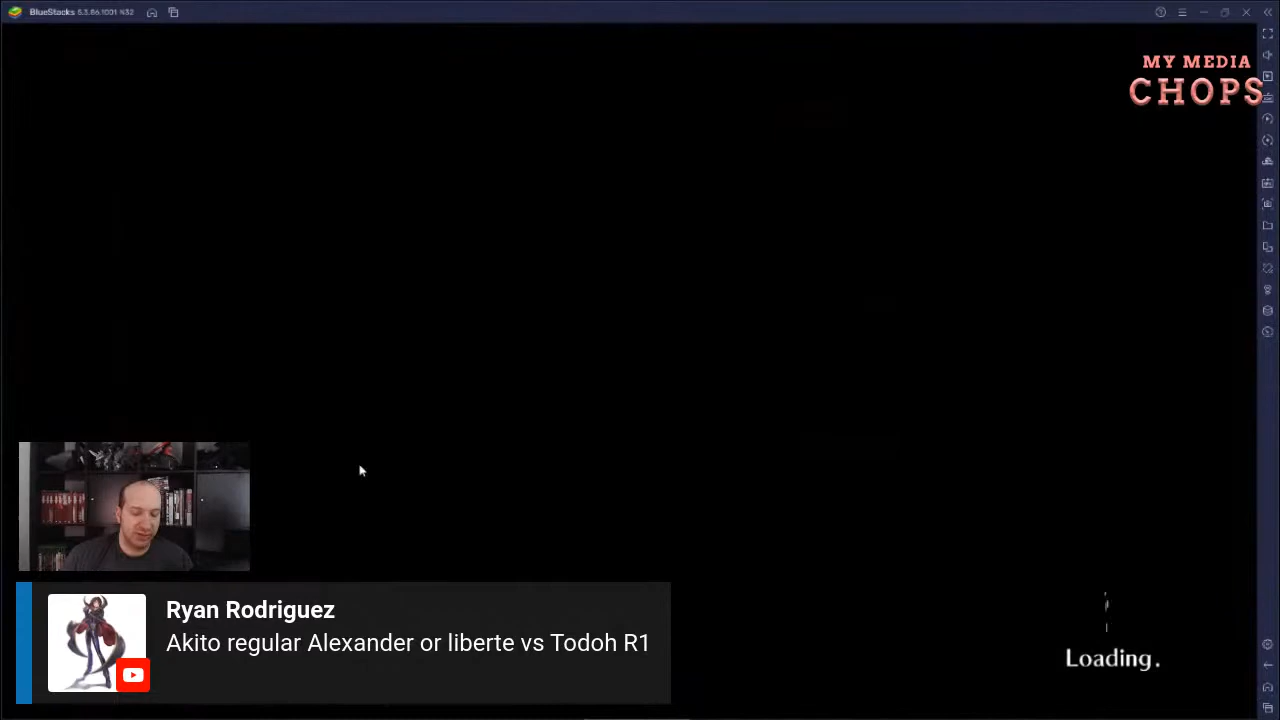 BlueStacks 5.3.86.1001 N32
MY MEDIA
CHOPS
Ryan Rodriguez
Akito regular Alexander or liberte vs Todoh R1
Loading.